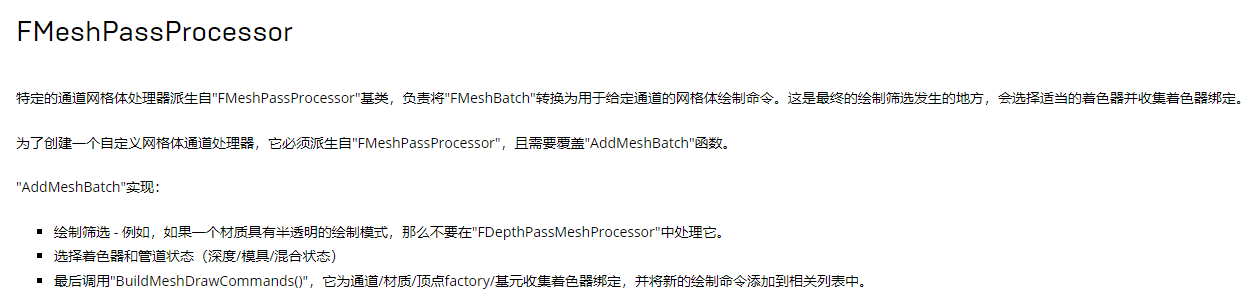 FMeshPassProcessor
特定的通道网格体处理器派生自"FMeshPassProcessor"基类，负责将"FMeshBatch"转换为用于给定通道的网格体绘制命令。这是最终的绘制筛选发生的地方，会选择适当的着色器并收集着色器绑定。
为了创建一个自定义网格体通道处理器，它必须派生自"FMeshPassProcessor"，且需要覆盖"AddMeshBatch"函数。
"AddMeshBatch"实现：
▪ 绘制筛选 - 例如，如果一个材质具有半透明的绘制模式，那么不要在"FDepthPassMeshProcessor"中处理它。
▪ 选择着色器和管道状态（深度/模具/混合状态）
▪ 最后调用"BuildMeshDrawCommands()"，它为通道/材质/顶点factory/基元收集着色器绑定，并将新的绘制命令添加到相关列表中。